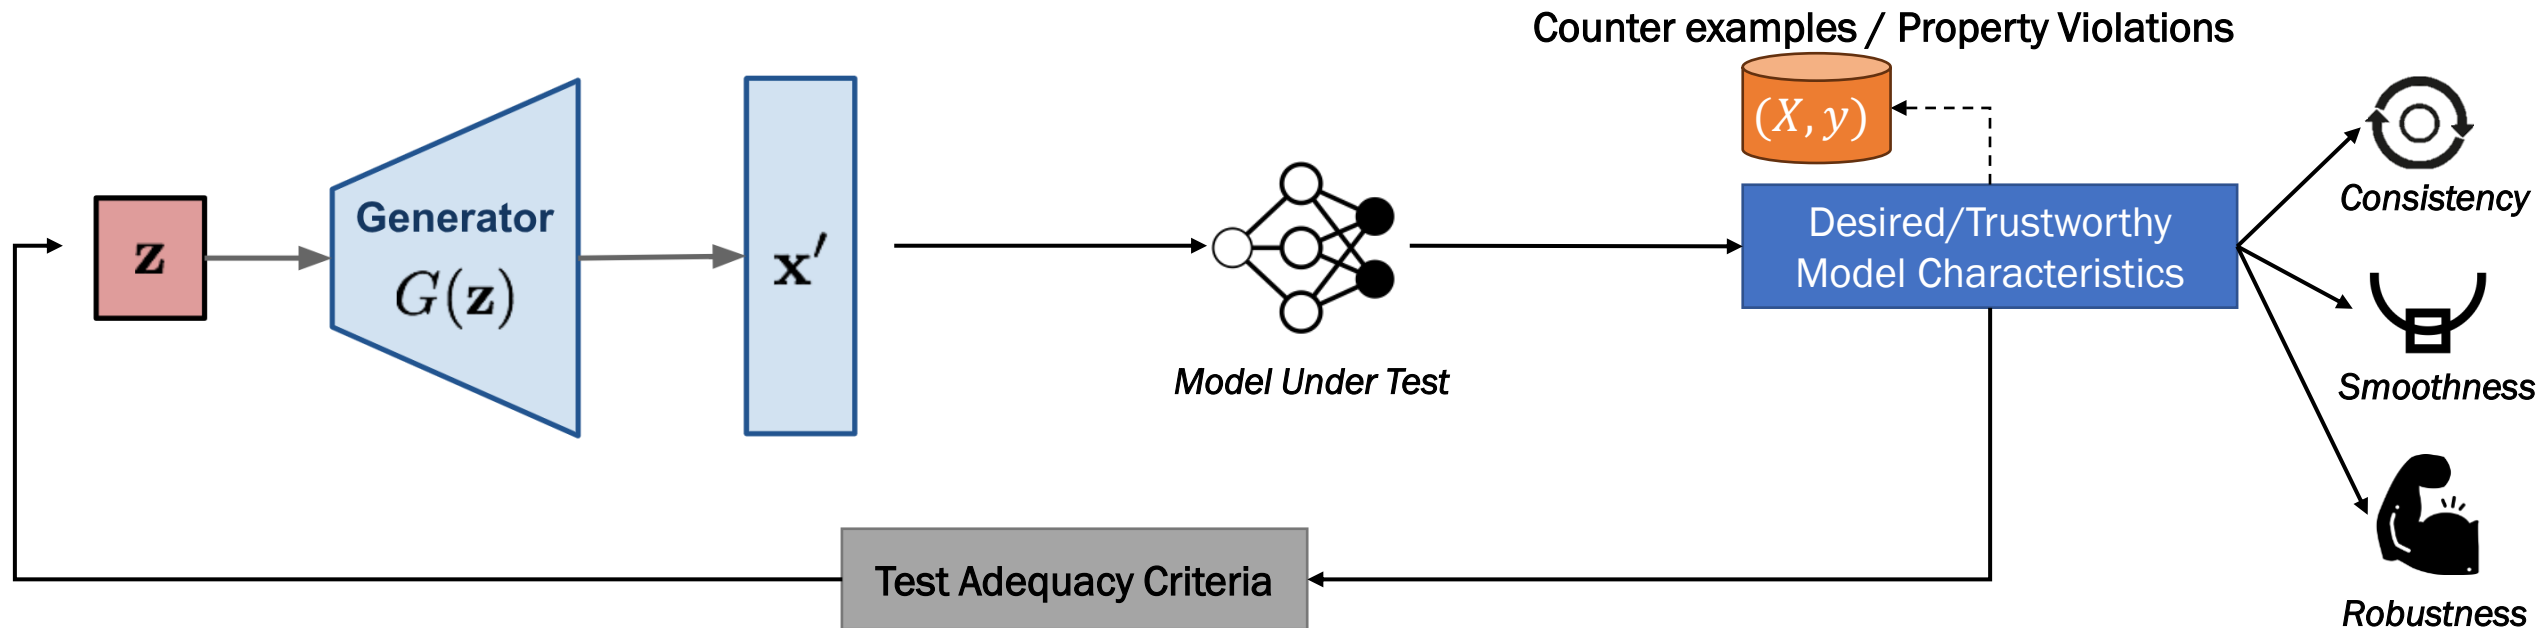 Counter examples / Property Violations
(X, y)
z
Generator
G(z)
x′
Model Under Test
Desired/Trustworthy
Model Characteristics
Consistency
Smoothness
Robustness
Test Adequacy Criteria